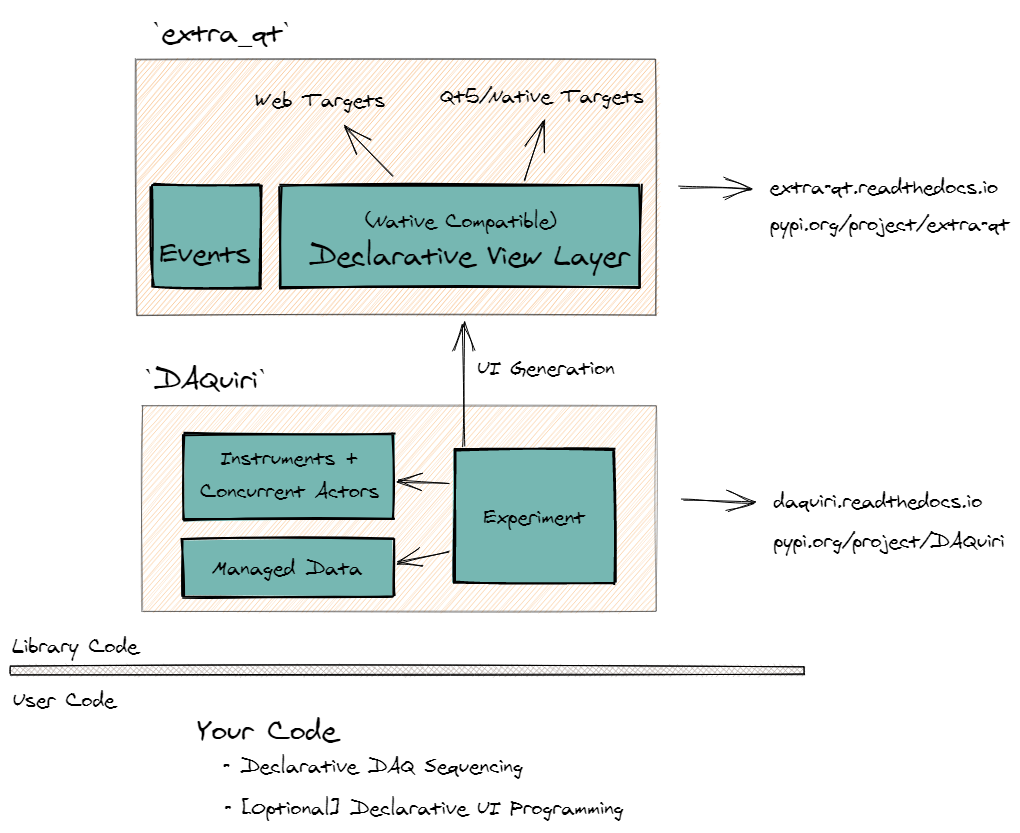 `extra_qt`
Web Targets
Qt5/Native Targets
Events
(Native Compatible)
Declarative View Layer
extra-qt.readthedocs.io
pypi.org/project/extra-qt
UI Generation
`DAQuiri`
Instruments +
Concurrent Actors
Experiment
Managed Data
daquiri.readthedocs.io
pypi.org/project/DAQuiri
Library Code
User Code
Your Code
- Declarative DAQ Sequencing
- [Optional] Declarative UI Programming